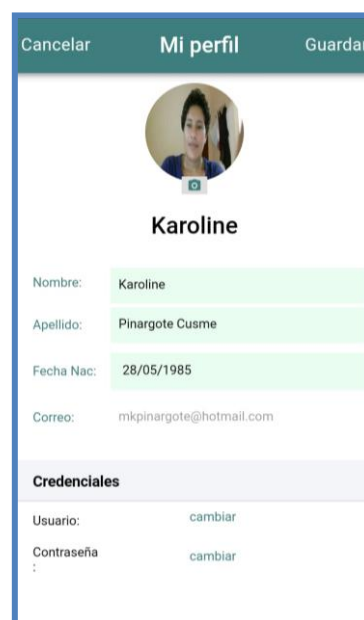 Cancelar Mi perfil Guardar
Karoline
Nombre: Karoline
Apellido: Pinargote Cusme
Fecha Nac: 28/05/1985
Correo: mkpinargote@hotmail.com
Credenciales
Usuario: cambiar
Contraseña cambiar
: